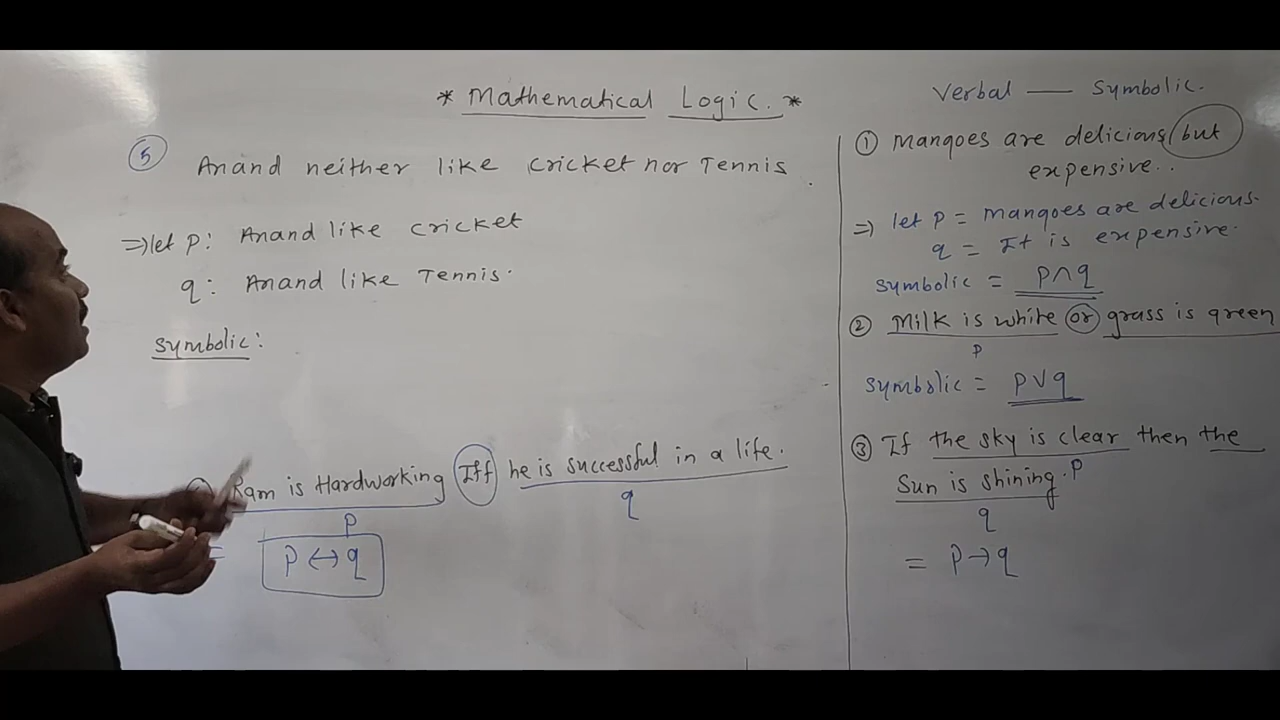 * Mathematical Logic. *
5 Anand neither like cricket nor Tennis.
⇒ let p: Anand like cricket
q: Anand like Tennis.
Symbolic:
Ram is Hardworking Iff he is successful in a life.
p q
= p ↔ q
Verbal — Symbolic.
① mangoes are delicious but
expensive..
⇒ let p = mangoes are delicious.
q = It is expensive.
Symbolic = p ∧ q
② Milk is white or grass is green
p
Symbolic = p ∨ q
③ If the sky is clear then the
Sun is shining. p
q
= p → q